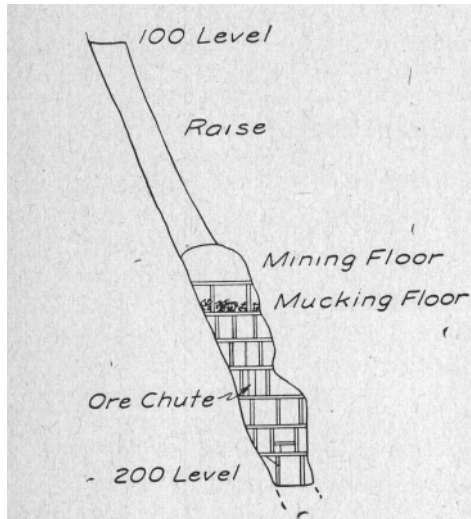 100 Level
Raise
Mining Floor
Mucking Floor
Ore Chute
200 Level